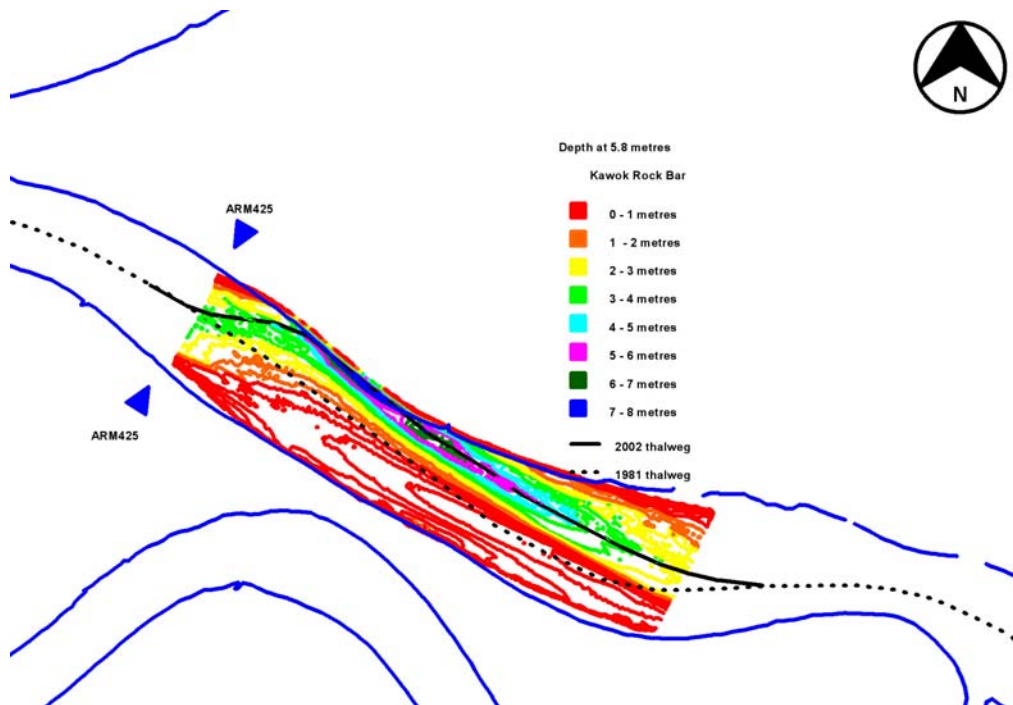 N
Depth at 5.8 metres
Kawok Rock Bar
0 - 1 metres
1 - 2 metres
2 - 3 metres
3 - 4 metres
4 - 5 metres
5 - 6 metres
6 - 7 metres
7 - 8 metres
2002 thalweg
1981 thalweg
ARM425
ARM425